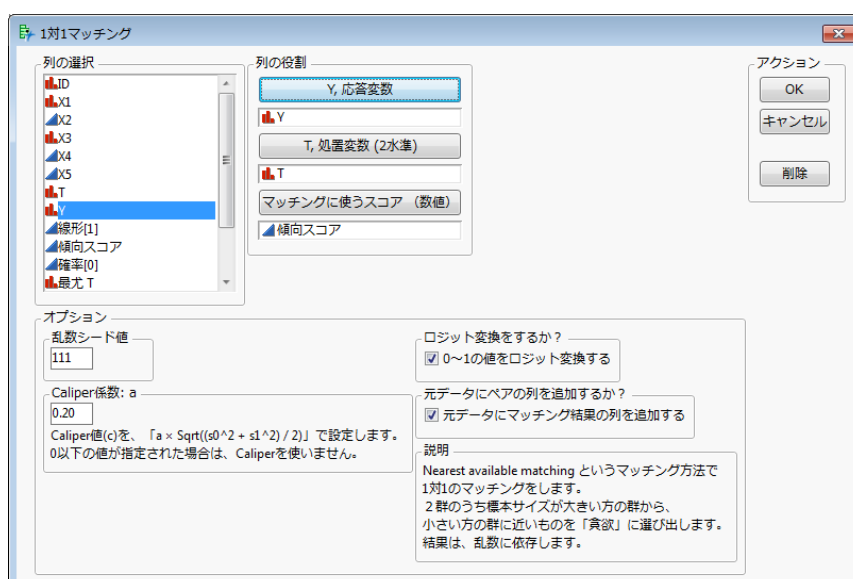 1対1マッチング
列の選択
ID
X1
X2
X3
X4
X5
T
Y
線形[1]
傾向スコア
確率[0]
最尤 T
列の役割
Y, 応答変数
Y
T, 処置変数 (2水準)
T
マッチングに使うスコア （数値）
傾向スコア
アクション
OK
キャンセル
削除
オプション
乱数シード値
111
Caliper係数: a
0.20
Caliper値(c)を、「a × Sqrt((s0^2 + s1^2) / 2)」で設定します。
0以下の値が指定された場合は、Caliperを使いません。
ロジット変換をするか？
0～1の値をロジット変換する
元データにペアの列を追加するか？
元データにマッチング結果の列を追加する
説明
Nearest available matching というマッチング方法で
1対1のマッチングをします。
２群のうち標本サイズが大きい方の群から、
小さい方の群に近いものを「貪欲」に選び出します。
結果は、乱数に依存します。